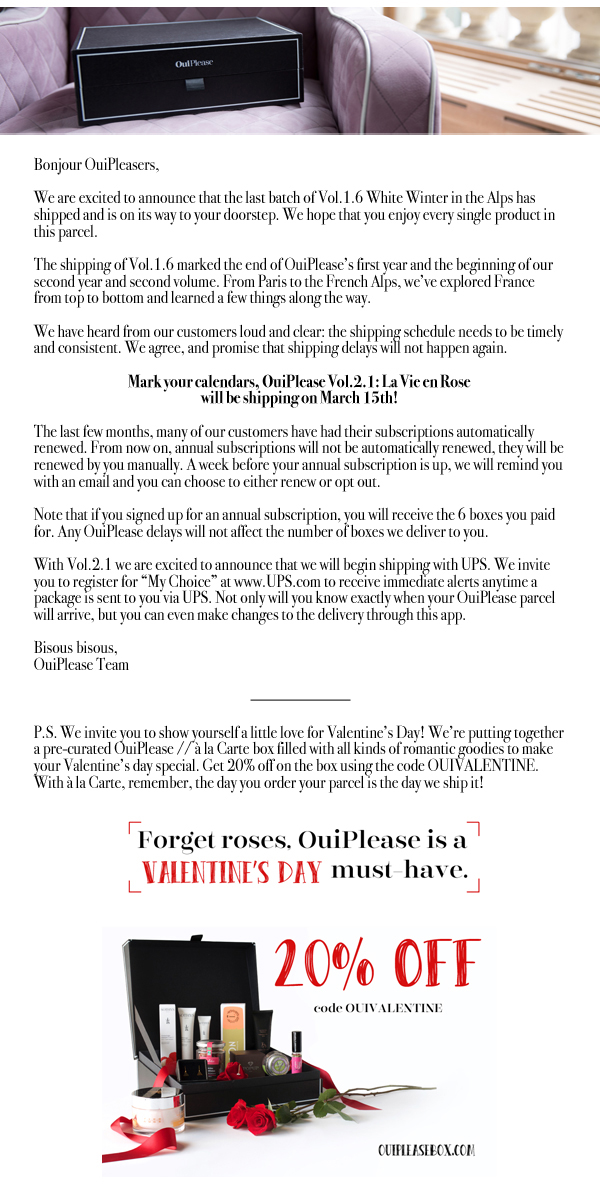 OuiPlease
Bonjour OuiPleasers,
We are excited to announce that the last batch of Vol.1.6 White Winter in the Alps has
shipped and is on its way to your doorstep. We hope that you enjoy every single product in
this parcel.
The shipping of Vol.1.6 marked the end of OuiPlease's first year and the beginning of our
second year and second volume. From Paris to the French Alps, we've explored France
from top to bottom and learned a few things along the way.
We have heard from our customers loud and clear: the shipping schedule needs to be timely
and consistent. We agree, and promise that shipping delays will not happen again.
Mark your calendars, OuiPlease Vol.2.1: La Vie en Rose
will be shipping on March 15th!
The last few months, many of our customers have had their subscriptions automatically
renewed. From now on, annual subscriptions will not be automatically renewed, they will be
renewed by you manually. A week before your annual subscription is up, we will remind you
with an email and you can choose to either renew or opt out.
Note that if you signed up for an annual subscription, you will receive the 6 boxes you paid
for. Any OuiPlease delays will not affect the number of boxes we deliver to you.
With Vol.2.1 we are excited to announce that we will begin shipping with UPS. We invite
you to register for “My Choice” at www.UPS.com to receive immediate alerts anytime a
package is sent to you via UPS. Not only will you know exactly when your OuiPlease parcel
will arrive, but you can even make changes to the delivery through this app.
Bisous bisous,
OuiPlease Team
P.S. We invite you to show yourself a little love for Valentine's Day! We're putting together
a pre-curated OuiPlease // à la Carte box filled with all kinds of romantic goodies to make
your Valentine's day special. Get 20% off on the box using the code OUIVALENTINE.
With à la Carte, remember, the day you order your parcel is the day we ship it!
Forget roses, OuiPlease is a
VALENTINE'S DAY must-have.
20% OFF
code OUIVALENTINE
OUIPLEASEBOX.COM